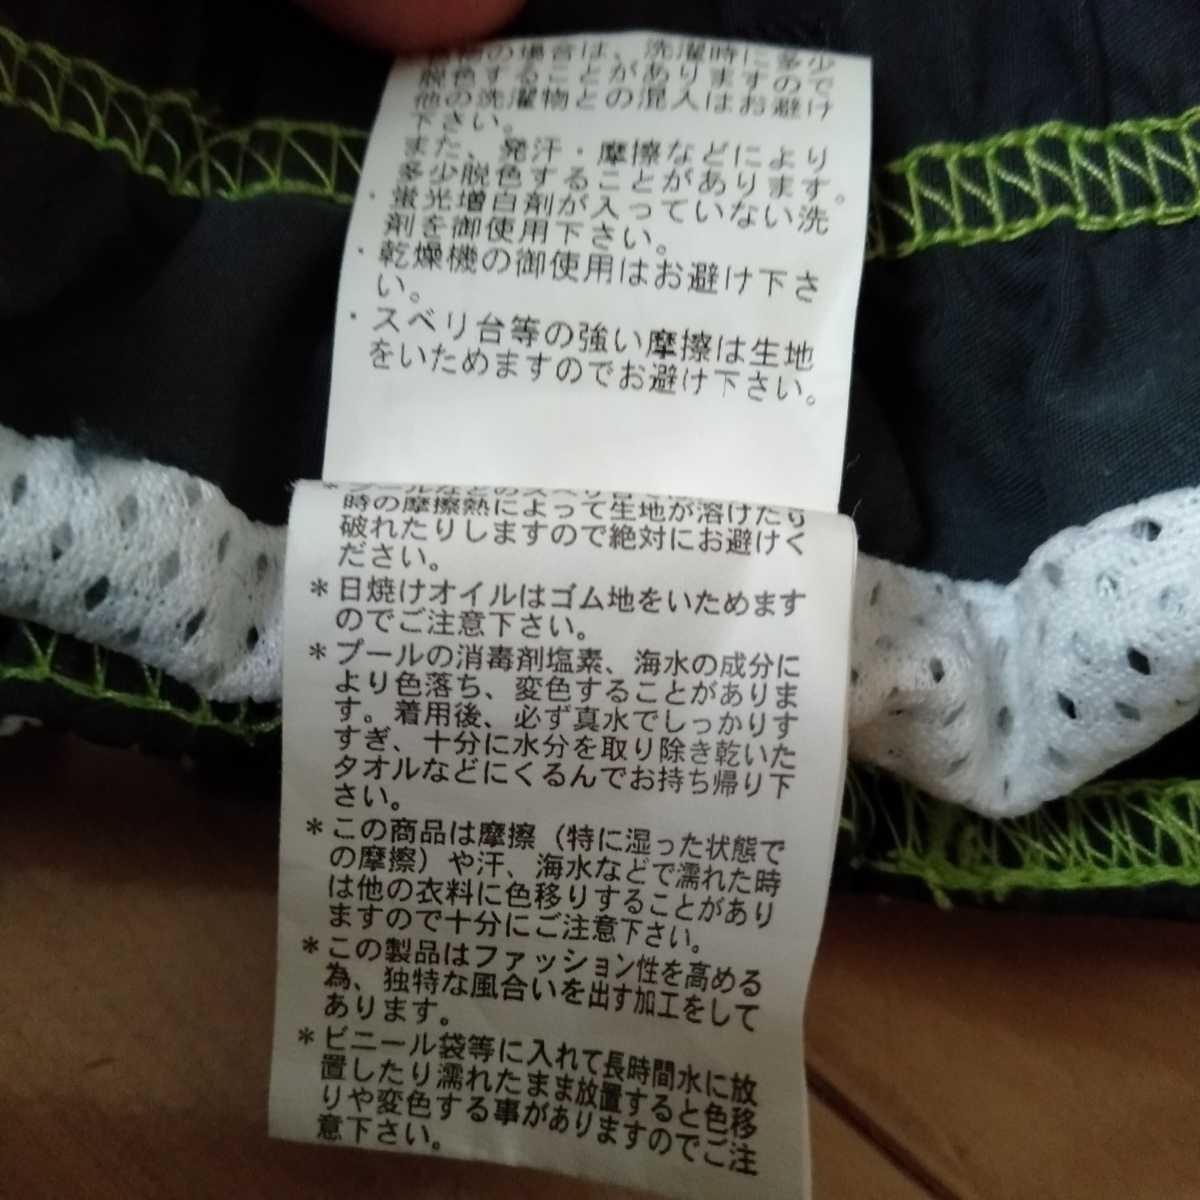 の場合は、洗濯時に多少
脱色することがありますので
他の洗濯物との混入はお避け
下さい。
また、発汗・摩擦などにより
多少脱色することがあります。
・蛍光増白剤が入っていない洗
剤を御使用下さい。
・乾燥機の御使用はお避け下さ
い。
・スベリ台等の強い摩擦は生地
をいためますのでお避け下さい。
*プールなどのスベリ台
時の摩擦熱によって生地が溶けたり
破れたりしますので絶対にお避けく
ださい。
*日焼けオイルはゴム地をいためます
のでご注意下さい。
*プールの消毒剤塩素、海水の成分に
より色落ち、変色することがありま
す。着用後、必ず真水でしっかりす
すぎ、十分に水分を取り除き乾いた
タオルなどにくるんでお持ち帰り下
さい。
*この商品は摩擦（特に湿った状態で
の摩擦）や汗、海水などで濡れた時
は他の衣料に色移りすることがあり
ますので十分にご注意下さい。
*この製品はファッション性を高める
為、独特な風合いを出す加工をして
あります。
*ビニール袋等に入れて長時間水に放
置したり濡れたまま放置すると色移
りや変色する事がありますのでご注
意下さい。